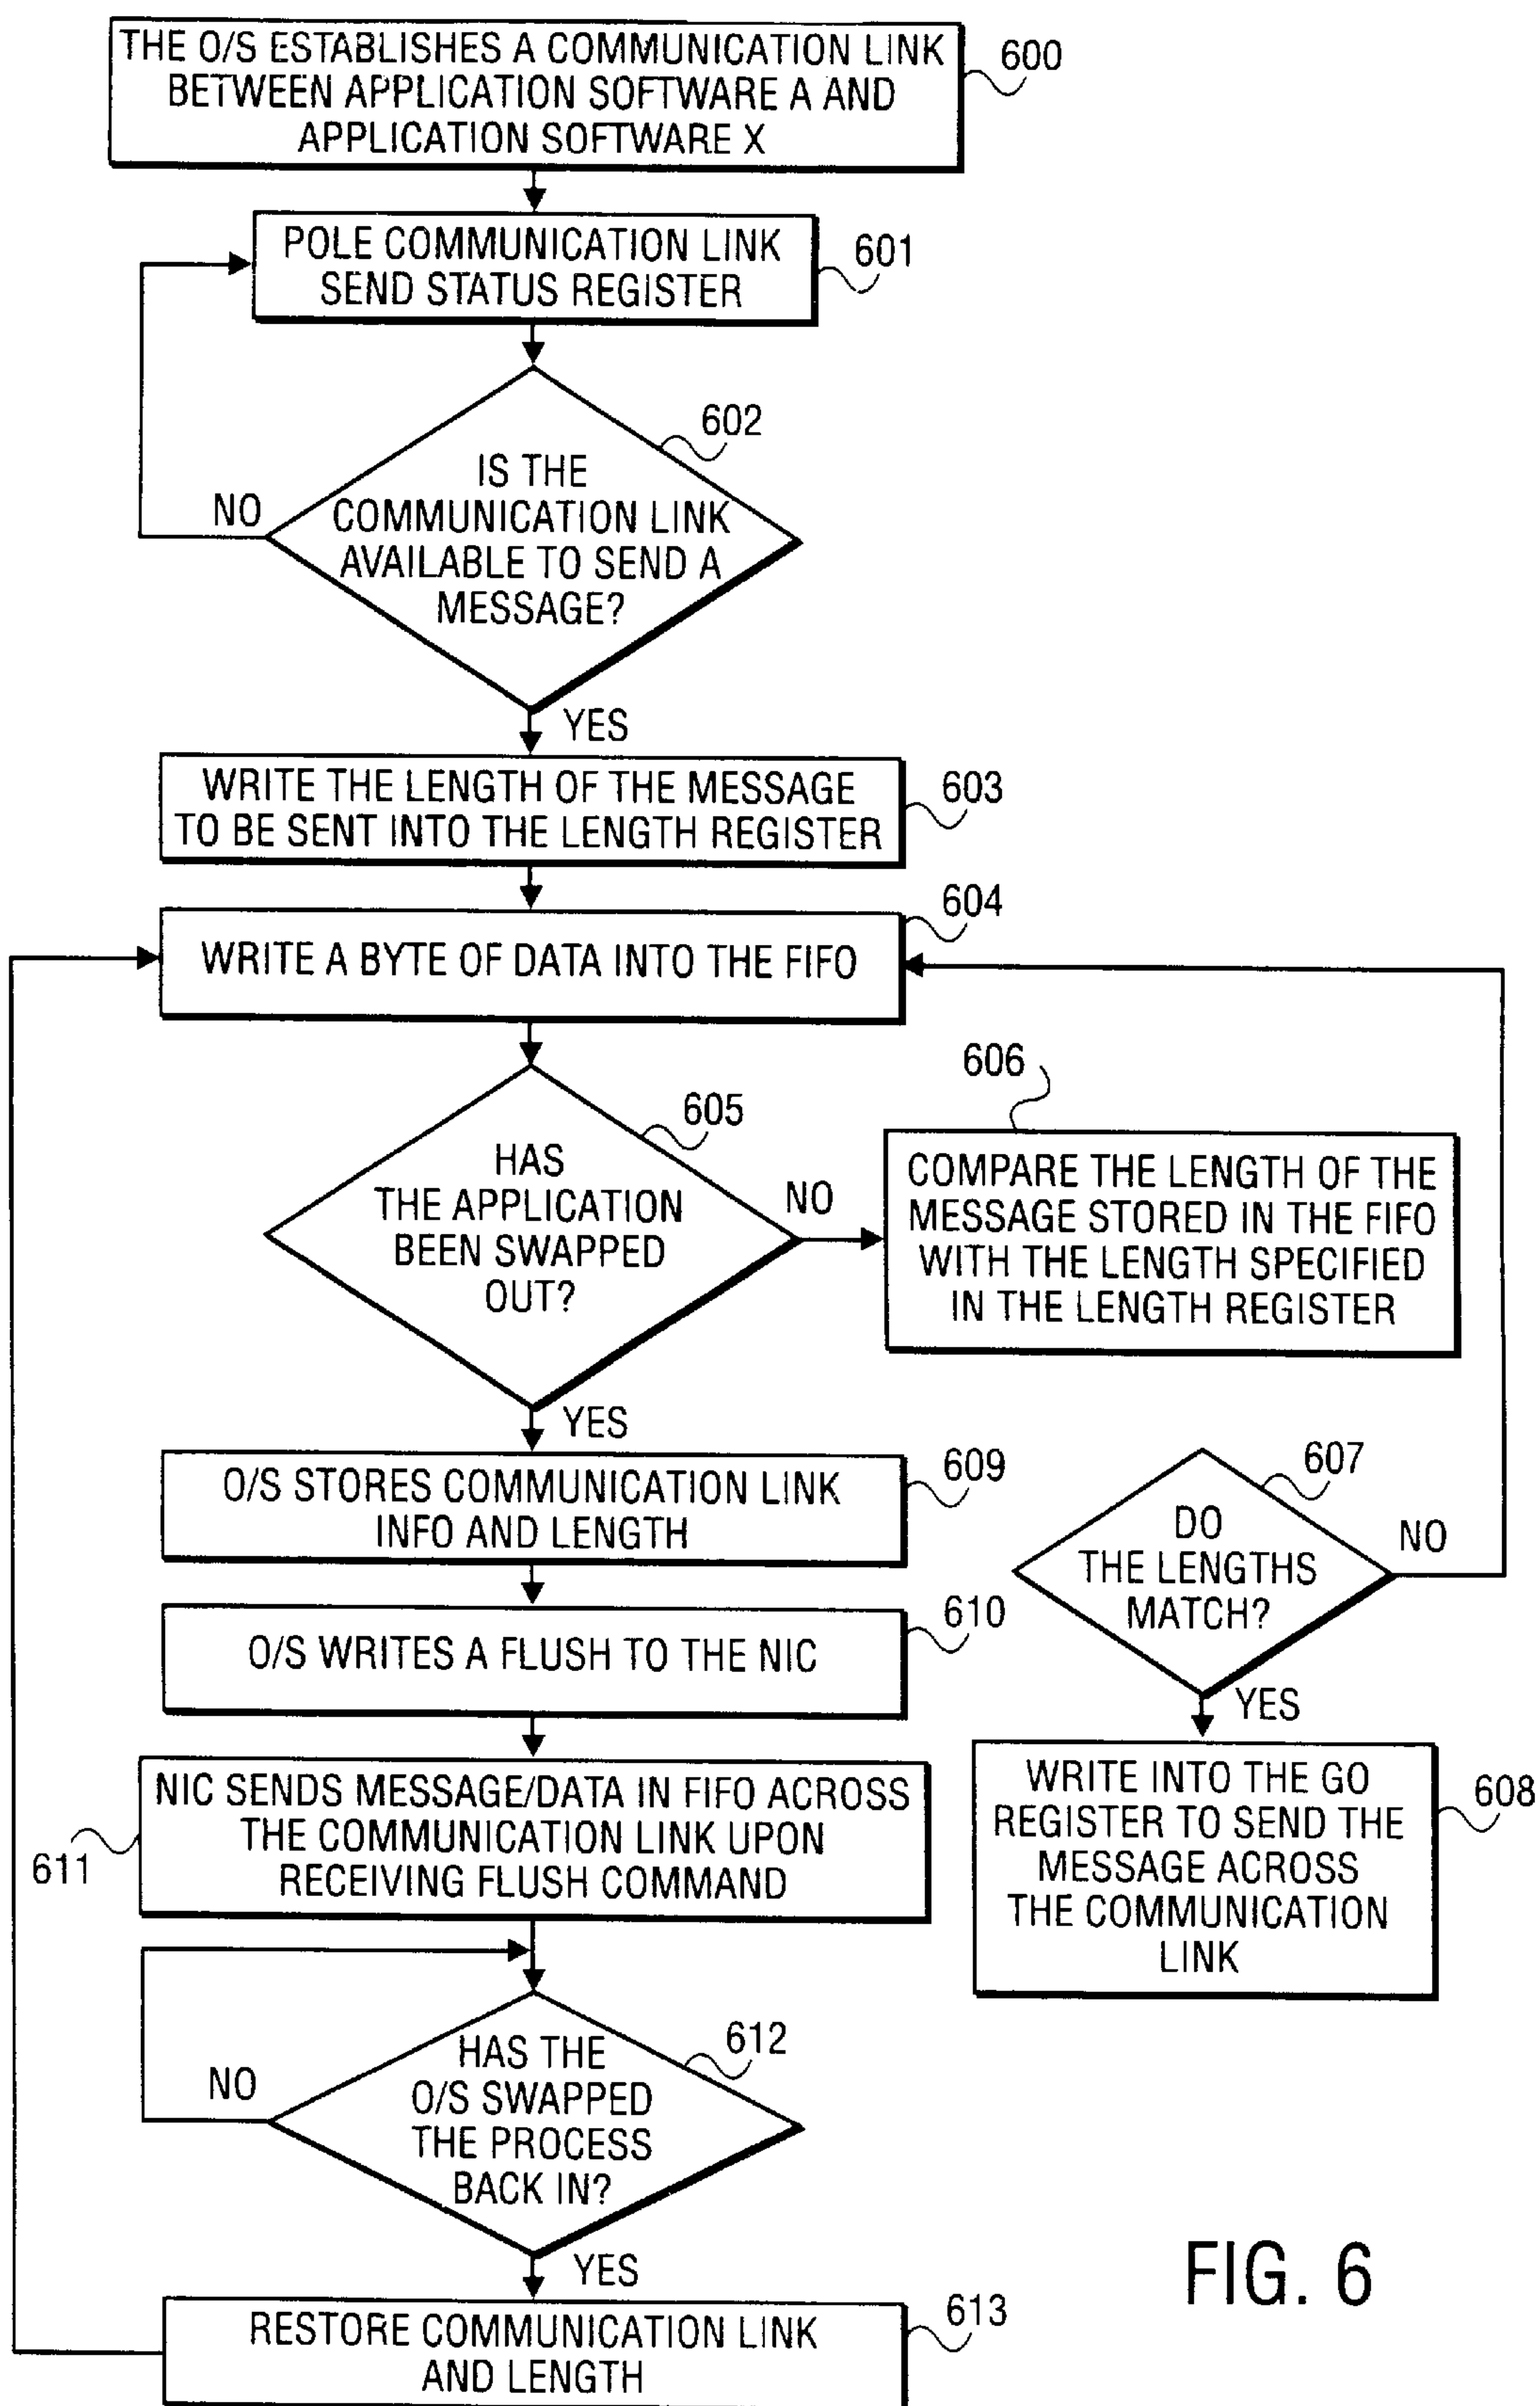 THE O/S ESTABLISHES A COMMUNICATION LINK
BETWEEN APPLICATION SOFTWARE A AND
APPLICATION SOFTWARE X
600
POLE COMMUNICATION LINK
SEND STATUS REGISTER
601
602
IS THE
COMMUNICATION LINK
AVAILABLE TO SEND A
MESSAGE?
NO
YES
WRITE THE LENGTH OF THE MESSAGE
TO BE SENT INTO THE LENGTH REGISTER
603
604
WRITE A BYTE OF DATA INTO THE FIFO
605
HAS
THE APPLICATION
BEEN SWAPPED
OUT?
NO
606
COMPARE THE LENGTH OF THE
MESSAGE STORED IN THE FIFO
WITH THE LENGTH SPECIFIED
IN THE LENGTH REGISTER
YES
O/S STORES COMMUNICATION LINK
INFO AND LENGTH
609
607
DO
THE LENGTHS
MATCH?
NO
O/S WRITES A FLUSH TO THE NIC
610
YES
NIC SENDS MESSAGE/DATA IN FIFO ACROSS
THE COMMUNICATION LINK UPON
RECEIVING FLUSH COMMAND
611
WRITE INTO THE GO
REGISTER TO SEND THE
MESSAGE ACROSS
THE COMMUNICATION
LINK
608
612
HAS THE
O/S SWAPPED
THE PROCESS
BACK IN?
NO
YES
RESTORE COMMUNICATION LINK
AND LENGTH
613
FIG. 6